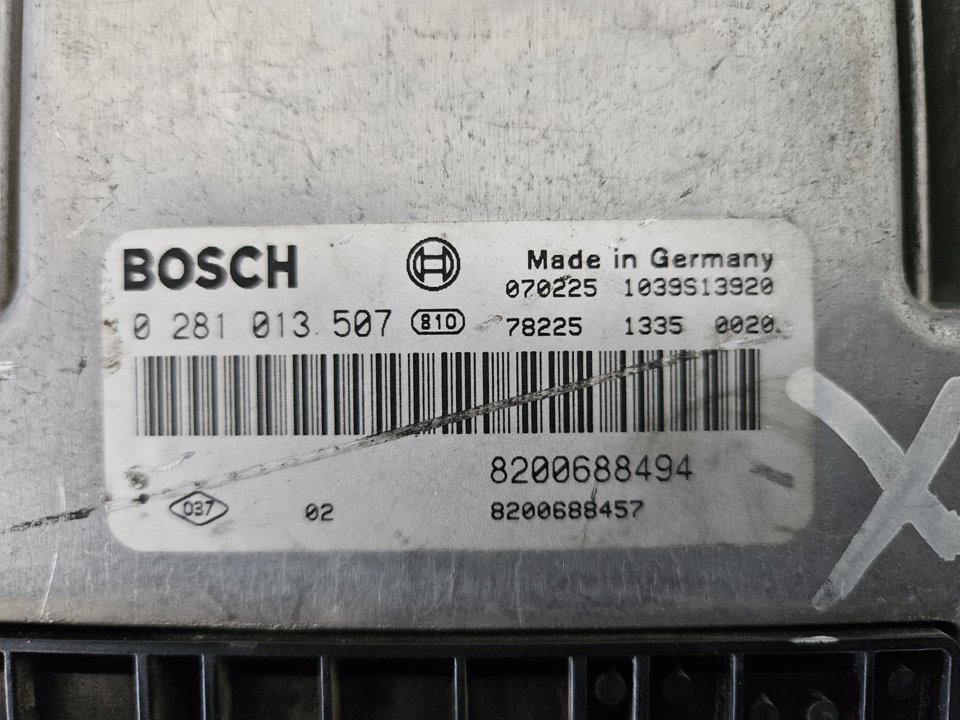 BOSCH
Made in Germany
070225 1039S13920
0 281 013 507 810
78225 1335 0020
8200688494
037 02 8200688457
X